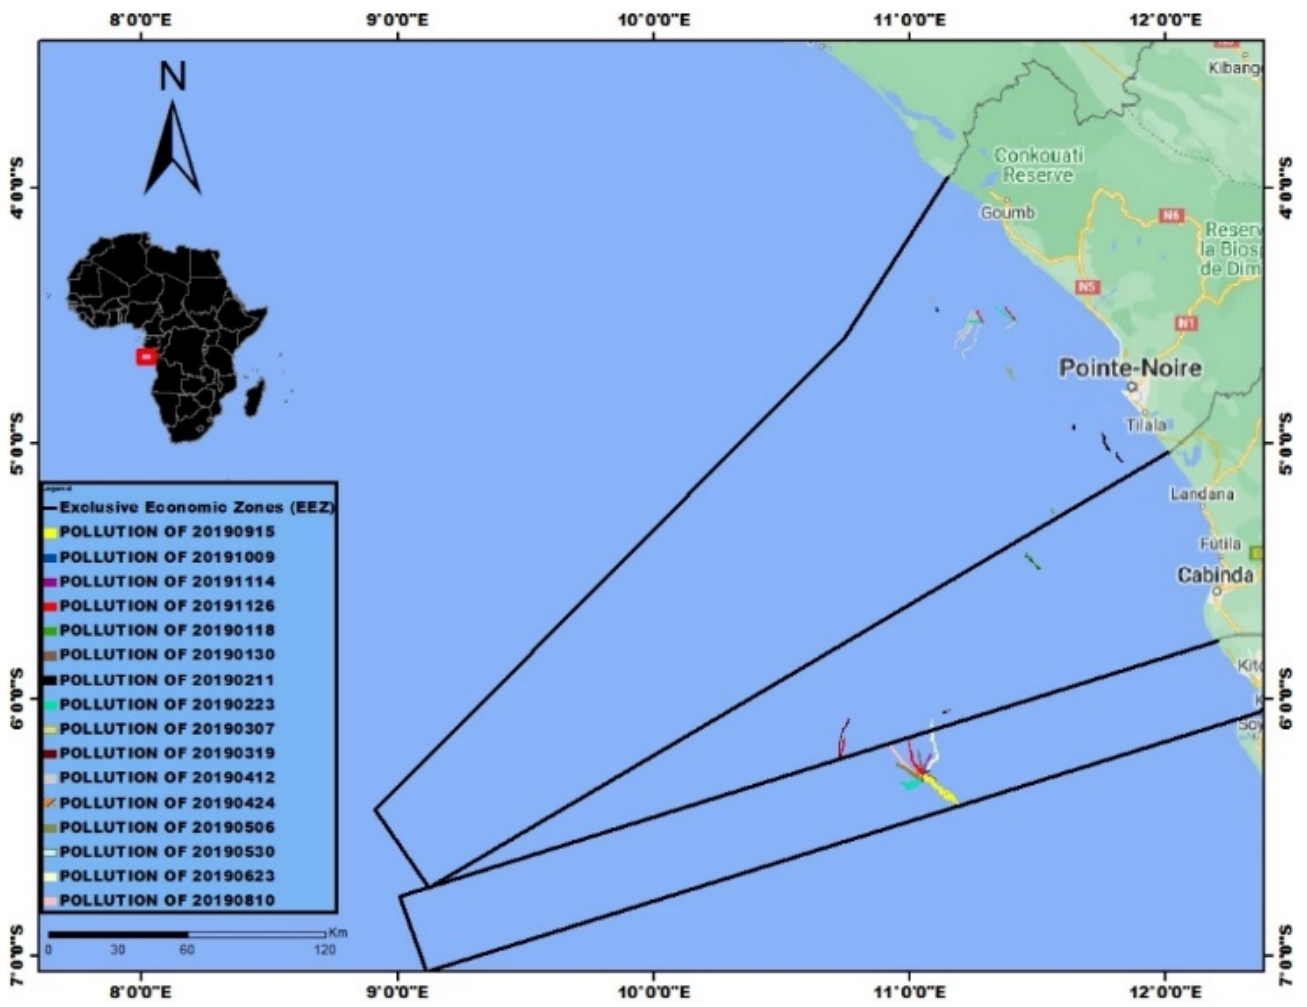 8°0'0"E 9°0'0"E 10°0'0"E 11°0'0"E 12°0'0"E
N
N3
Kibang
4°0'0"S
4°0'0"S
Conkouati
Reserve
Goumb
N6
Reserv
la Bios
de Dim
N5
N1
Pointe-Noire
Tilala
5°0'0"S
5°0'0"S
Landana
Fútila
Cabinda
Legend
Exclusive Economic Zones (EEZ)
POLLUTION OF 20190915
POLLUTION OF 20191009
POLLUTION OF 20191114
POLLUTION OF 20191126
POLLUTION OF 20190118
POLLUTION OF 20190130
POLLUTION OF 20190211
POLLUTION OF 20190223
POLLUTION OF 20190307
POLLUTION OF 20190319
POLLUTION OF 20190412
POLLUTION OF 20190424
POLLUTION OF 20190506
POLLUTION OF 20190530
POLLUTION OF 20190623
POLLUTION OF 20190810
Kito
K
Soy
6°0'0"S
6°0'0"S
Km
0 30 60 120
7°0'0"S
7°0'0"S
8°0'0"E 9°0'0"E 10°0'0"E 11°0'0"E 12°0'0"E